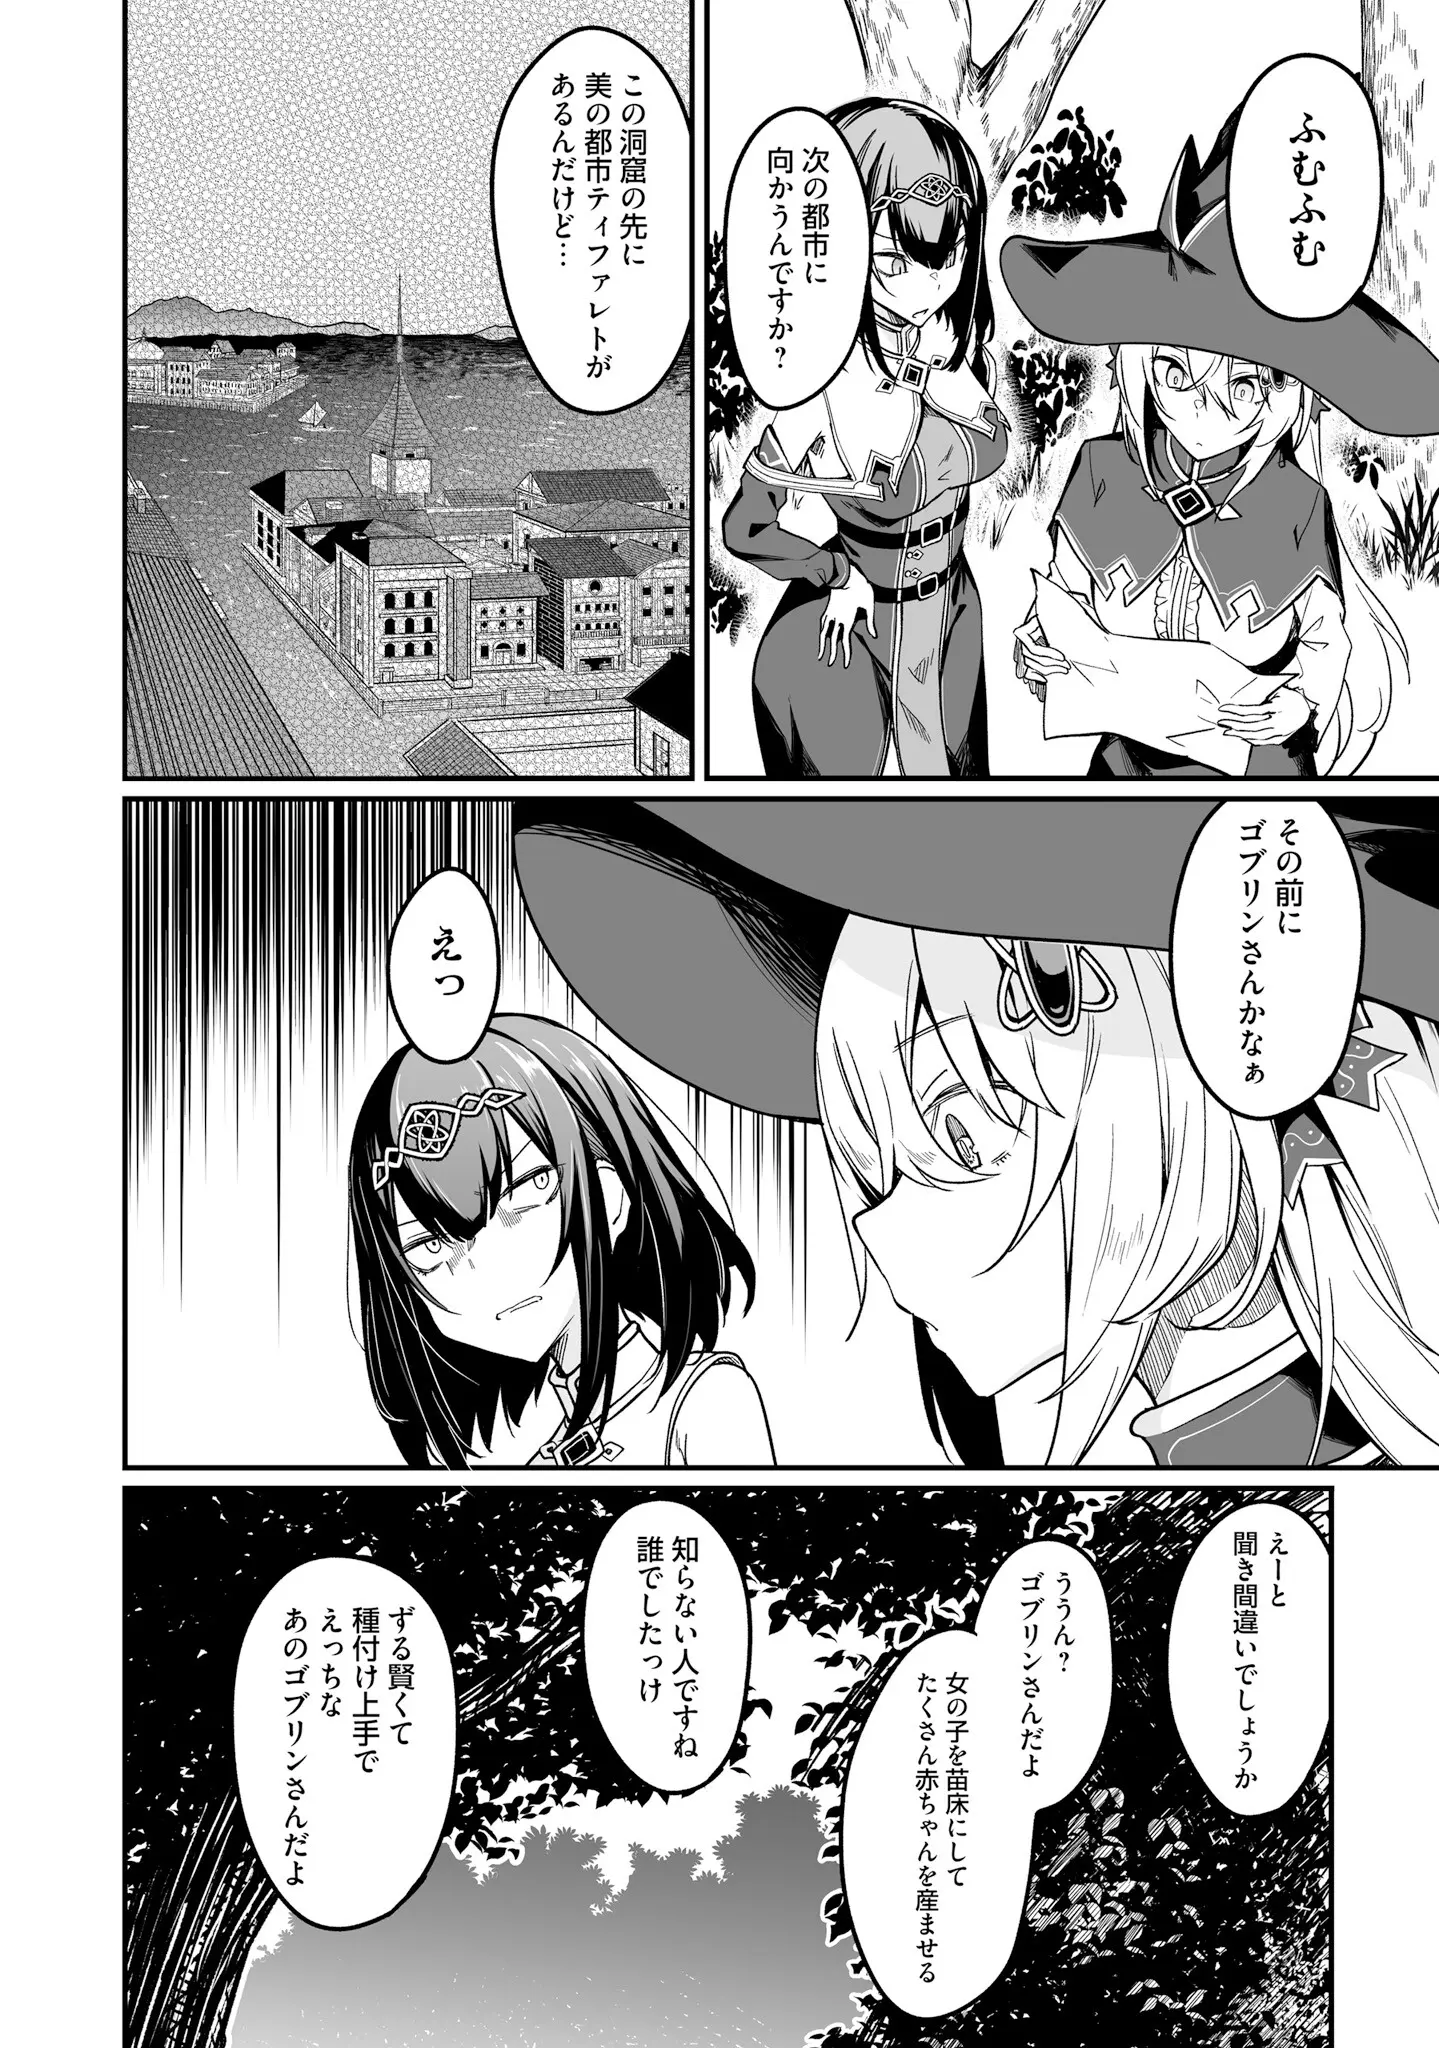 ふむふむ
次の都市に
向かうんですか？
この洞窟の先に
美の都市ティファレトが
あるんだけど…
その前に
ゴブリンさんかなぁ
えっ
えーと
聞き間違いでしょうか
ううん？
ゴブリンさんだよ
女の子を苗床にして
たくさん赤ちゃんを産ませる
知らない人ですね
誰でしたっけ
ずる賢くて
種付け上手で
えっちな
あのゴブリンさんだよ